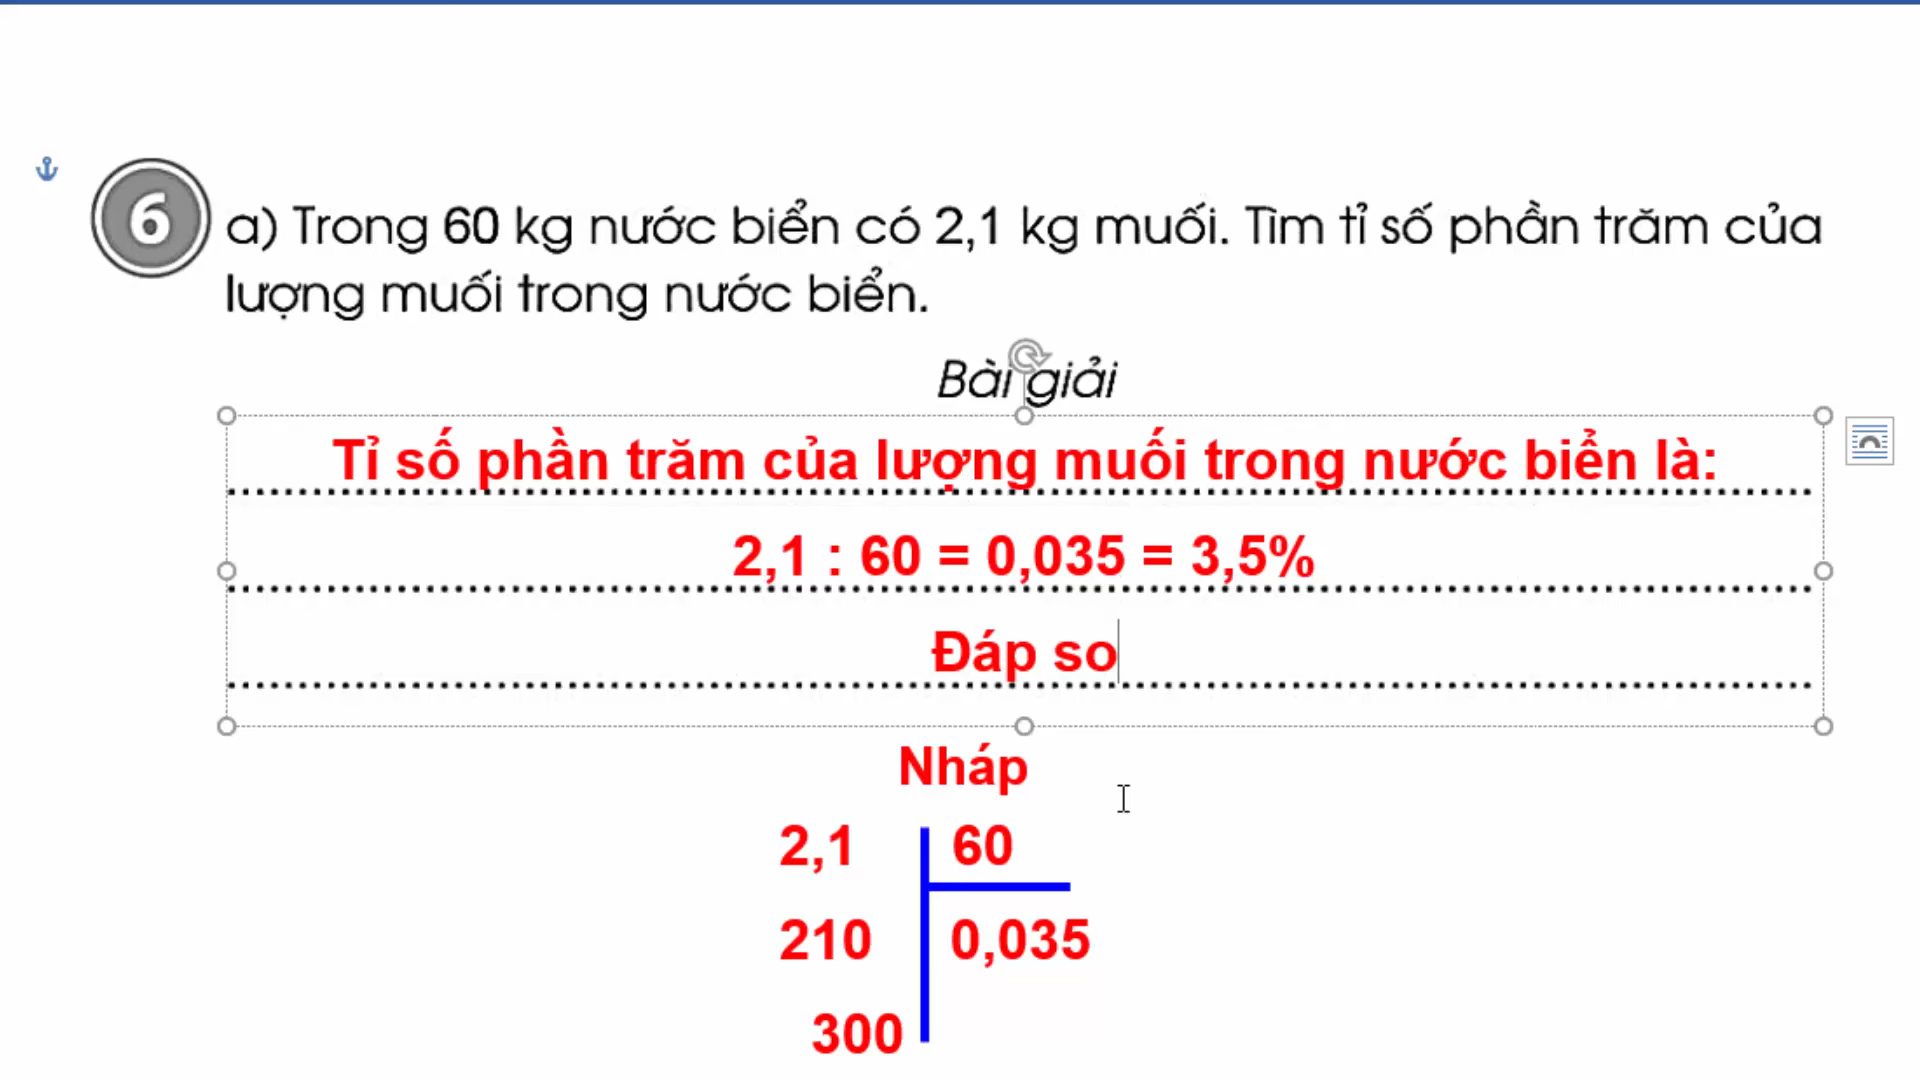 6
a) Trong 60 kg nước biển có 2,1 kg muối. Tìm tỉ số phần trăm của
lượng muối trong nước biển.
Bài giải
Tỉ số phần trăm của lượng muối trong nước biển là:
2,1 : 60 = 0,035 = 3,5%
Đáp so
Nháp
2,1 60
210 0,035
300